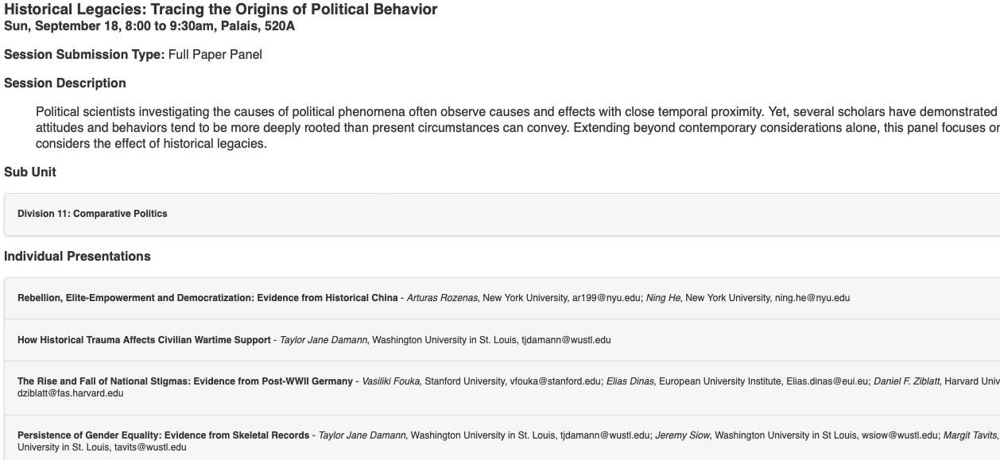 Historical Legacies: Tracing the Origins of Political Behavior
Sun, September 18, 8:00 to 9:30am, Palais, 520A
Session Submission Type: Full Paper Panel
Session Description
Political scientists investigating the causes of political phenomena often observe causes and effects with close temporal proximity. Yet, several scholars have demonstrated
attitudes and behaviors tend to be more deeply rooted than present circumstances can convey. Extending beyond contemporary considerations alone, this panel focuses
considers the effect of historical legacies.
Sub Unit
Division 11: Comparative Politics
Individual Presentations
Rebellion, Elite-Empowerment and Democratization: Evidence from Historical China - Arturas Rozenas, New York University, ar199@nyu.edu; Ning He, New York University, ning.he@nyu.edu
How Historical Trauma Affects Civilian Wartime Support - Taylor Jane Damann, Washington University in St. Louis, tjdamann@wustl.edu
The Rise and Fall of National Stigmas: Evidence from Post-WWII Germany - Vasiliki Fouka, Stanford University, vfouka@stanford.edu; Elias Dinas, European University Institute, Elias.dinas@eui.eu; Daniel F. Ziblatt, Harvard Univ
dziblatt@fas.harvard.edu
Persistence of Gender Equality: Evidence from Skeletal Records - Taylor Jane Damann, Washington University in St. Louis, tjdamann@wustl.edu; Jeremy Siow, Washington University in St Louis, wsiow@wustl.edu; Margit Tavits,
University in St. Louis, tavits@wustl.edu